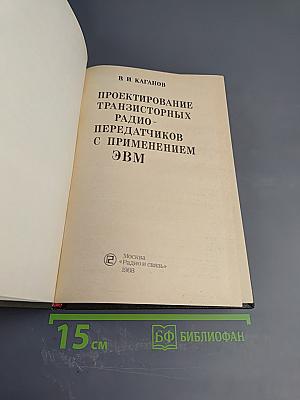 В И КАГАНОВ
ПРОЕКТИРОВАНИЕ
ТРАНЗИСТОРНЫХ
РАДИО-
ПЕРЕДАТЧИКОВ
С ПРИМЕНЕНИЕМ
ЭВМ
Москва
«Радио и связь»
1988
15 см
БФ БИБЛИОФАН